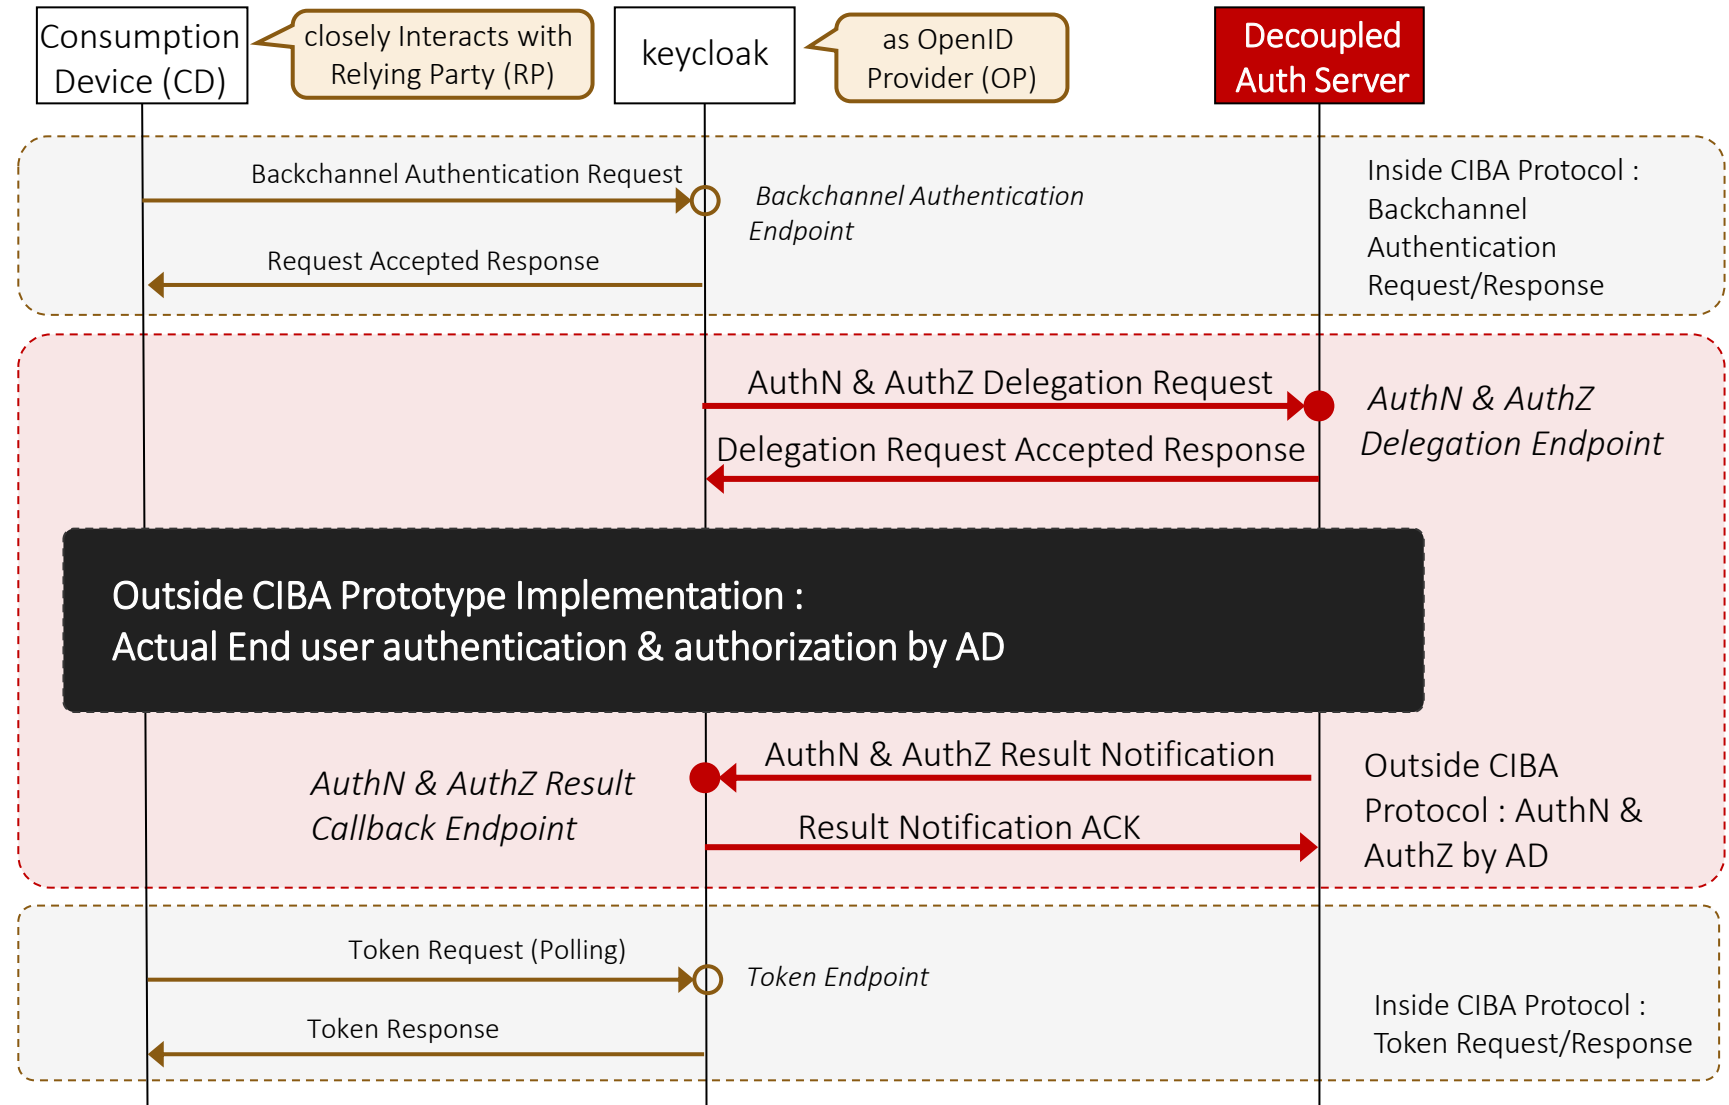 Consumption
Device (CD)
closely Interacts with
Relying Party (RP)
keycloak
as OpenID
Provider (OP)
Decoupled
Auth Server
Backchannel Authentication Request
Backchannel Authentication
Endpoint
Request Accepted Response
Inside CIBA Protocol :
Backchannel
Authentication
Request/Response
AuthN & AuthZ Delegation Request
AuthN & AuthZ
Delegation Endpoint
Delegation Request Accepted Response
Outside CIBA Prototype Implementation :
Actual End user authentication & authorization by AD
AuthN & AuthZ Result Notification
AuthN & AuthZ Result
Callback Endpoint
Result Notification ACK
Outside CIBA
Protocol : AuthN &
AuthZ by AD
Token Request (Polling)
Token Endpoint
Token Response
Inside CIBA Protocol :
Token Request/Response